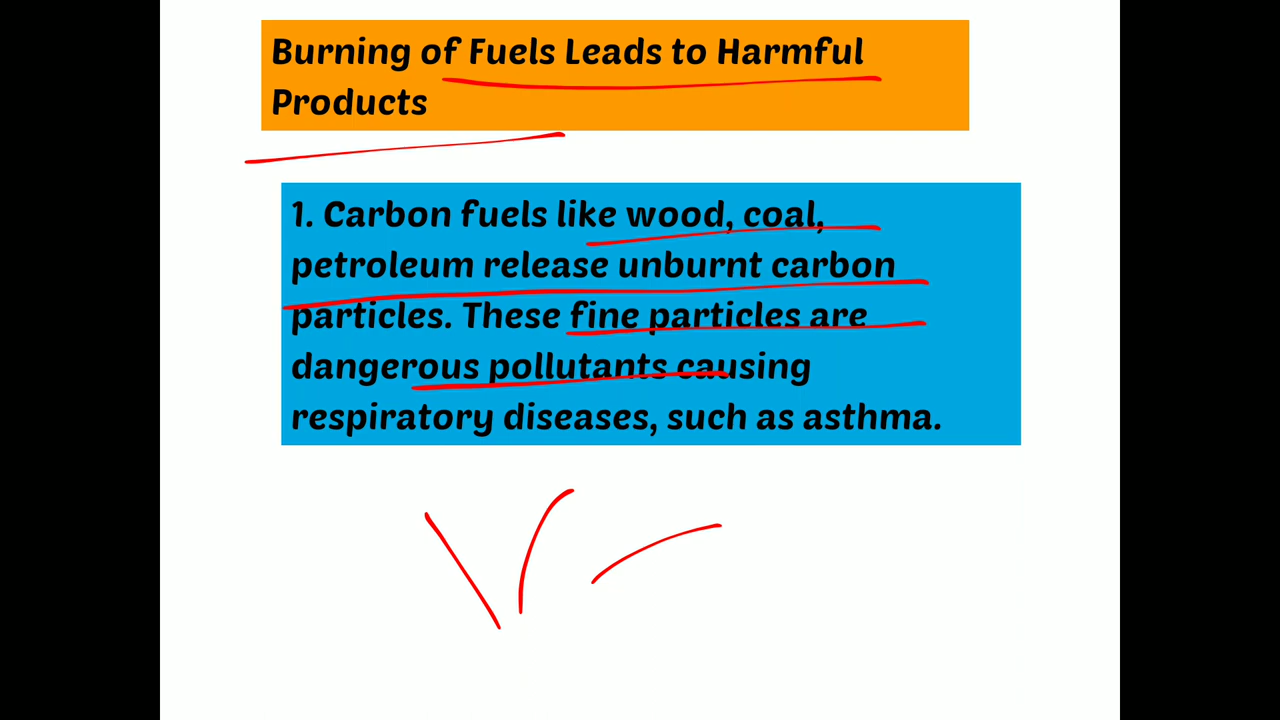 Burning of Fuels Leads to Harmful
Products
1. Carbon fuels like wood, coal,
petroleum release unburnt carbon
particles. These fine particles are
dangerous pollutants causing
respiratory diseases, such as asthma.